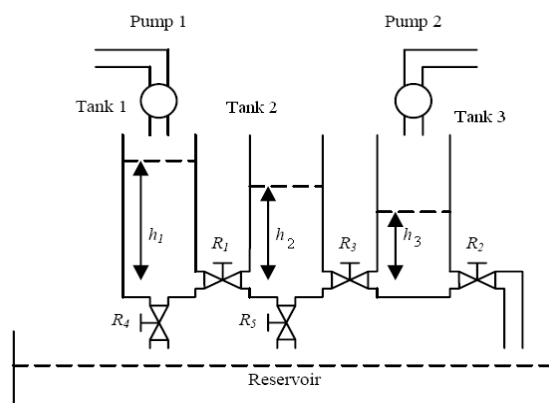 Pump 1
Pump 2
Tank 1
Tank 2
Tank 3
h1
R1
h2
R3
h3
R2
R4
R5
Reservoir